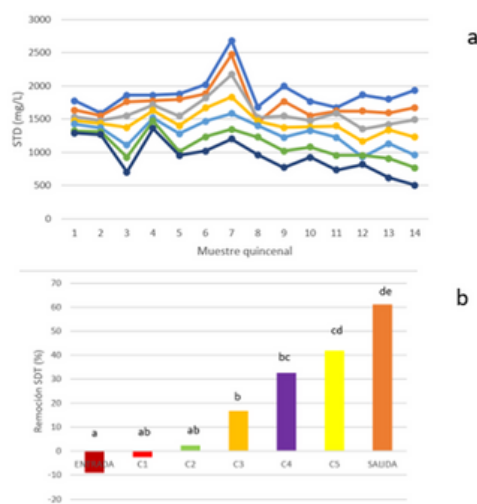 a
3000
2500
2000
1500
1000
500
0
STD (mg/L)
1 2 3 4 5 6 7 8 9 10 11 12 13 14
Muestre quincenal
b
70
60
50
40
30
20
10
0
-10
-20
Remoción SDT (%)
a ab ab b bc cd de
ENTRADA C1 C2 C3 C4 C5 SALIDA